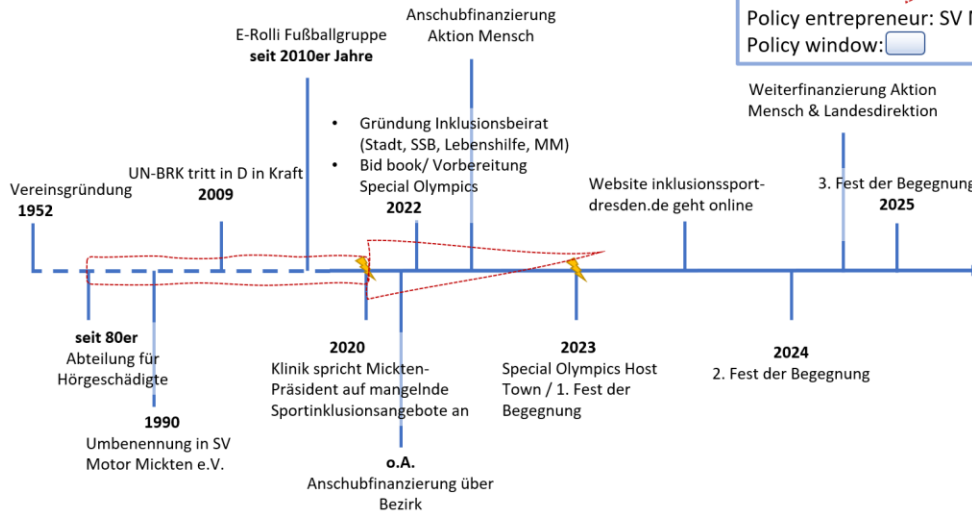 Anschubfinanzierung
Aktion Mensch
E-Rolli Fußballgruppe
seit 2010er Jahre
Policy entrepreneur: SV
Policy window:
Weiterfinanzierung Aktion
Mensch & Landesdirektion
• Gründung Inklusionsbeirat
(Stadt, SSB, Lebenshilfe, MM)
• Bid book/ Vorbereitung
Special Olympics
2022
UN-BRK tritt in D in Kraft
2009
Vereinsgründung
1952
Website inklusionssport-
dresden.de geht online
3. Fest der Begegnung
2025
seit 80er
Abteilung für
Hörgeschädigte
2020
Klinik spricht Mickten-
Präsident auf mangelnde
Sportinklusionsangebote an
2023
Special Olympics Host
Town / 1. Fest der
Begegnung
2024
2. Fest der Begegnung
1990
Umbenennung in SV
Motor Mickten e.V.
o.A.
Anschubfinanzierung über
Bezirk